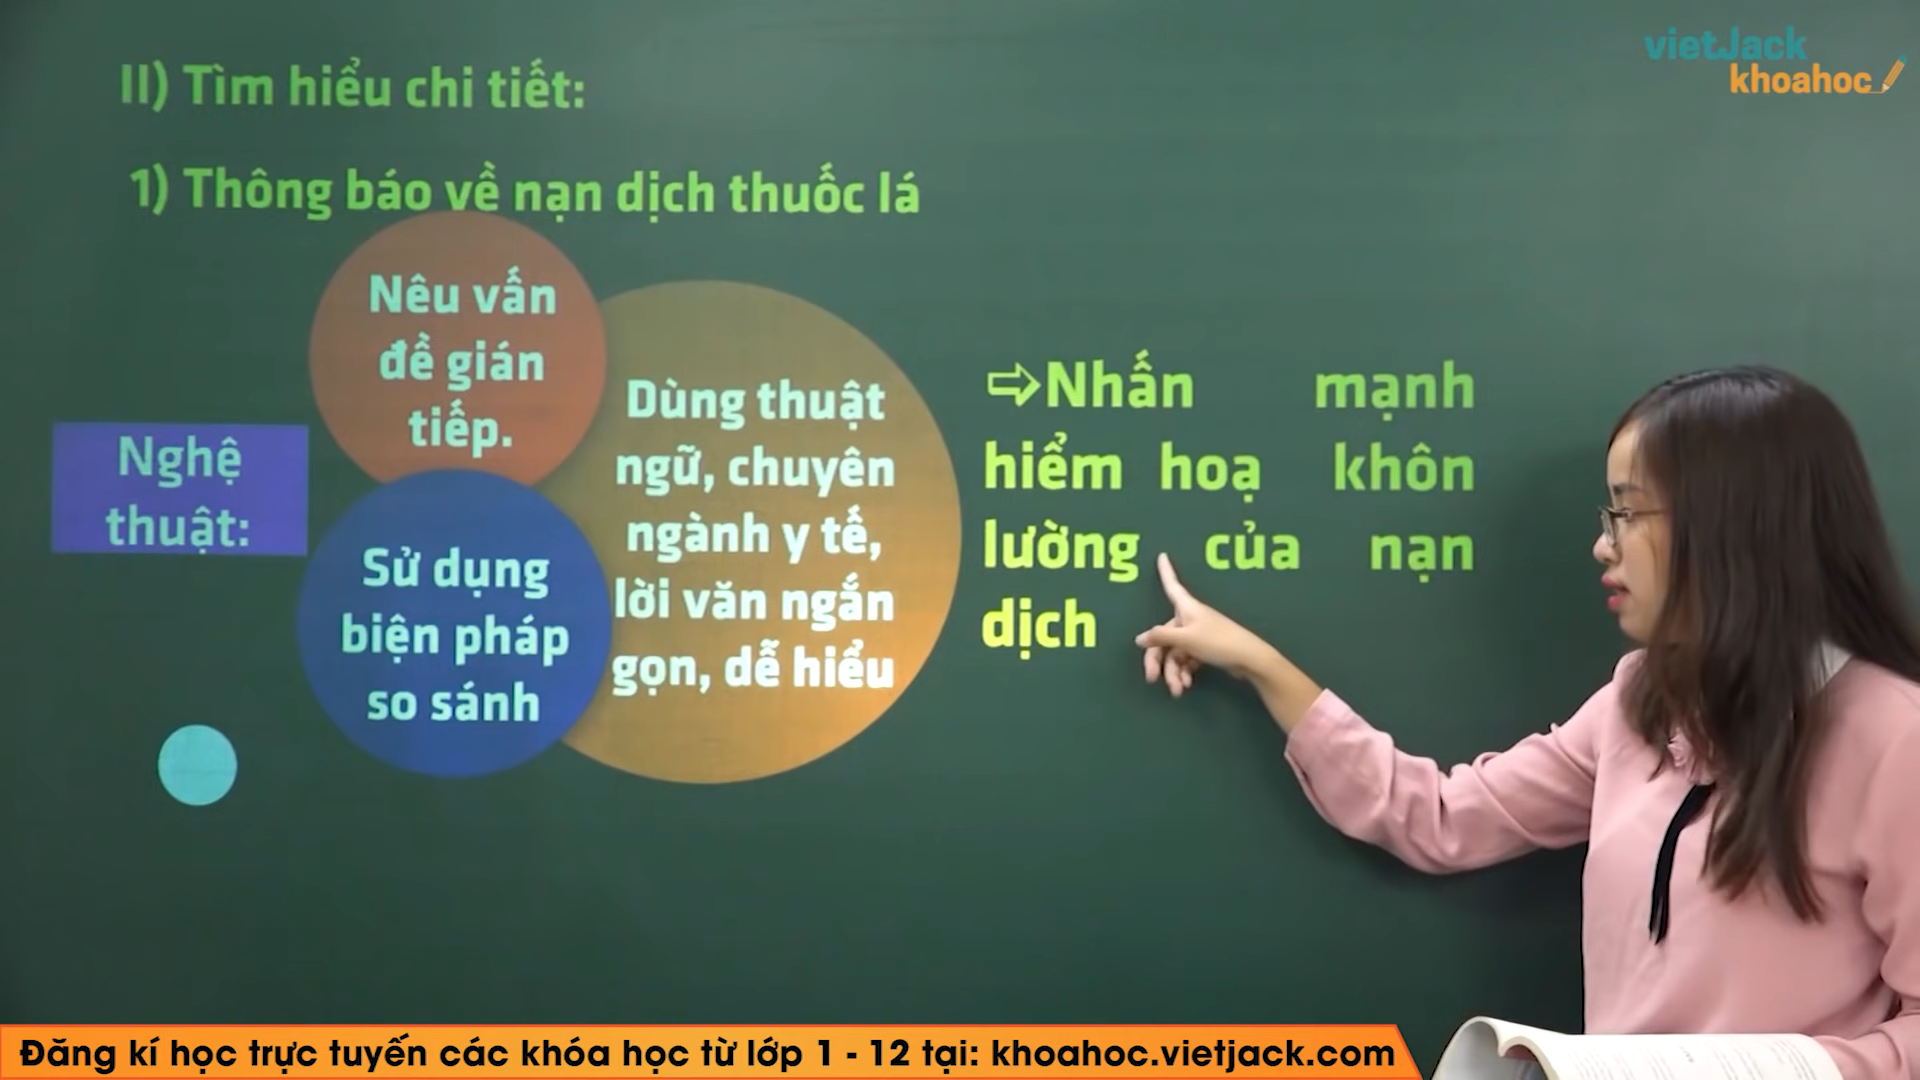 vietJack
khoahoc
II) Tìm hiểu chi tiết:
1) Thông báo về nạn dịch thuốc lá
Nêu vấn
đề gián
tiếp.
Nghệ
thuật:
Sử dụng
biện pháp
so sánh
Dùng thuật
ngữ, chuyên
ngành y tế,
lời văn ngắn
gọn, dễ hiểu
⇨Nhấn mạnh
hiểm hoạ khôn
lường của nạn
dịch
Đăng kí học trực tuyến các khóa học từ lớp 1 - 12 tại: khoahoc.vietjack.com